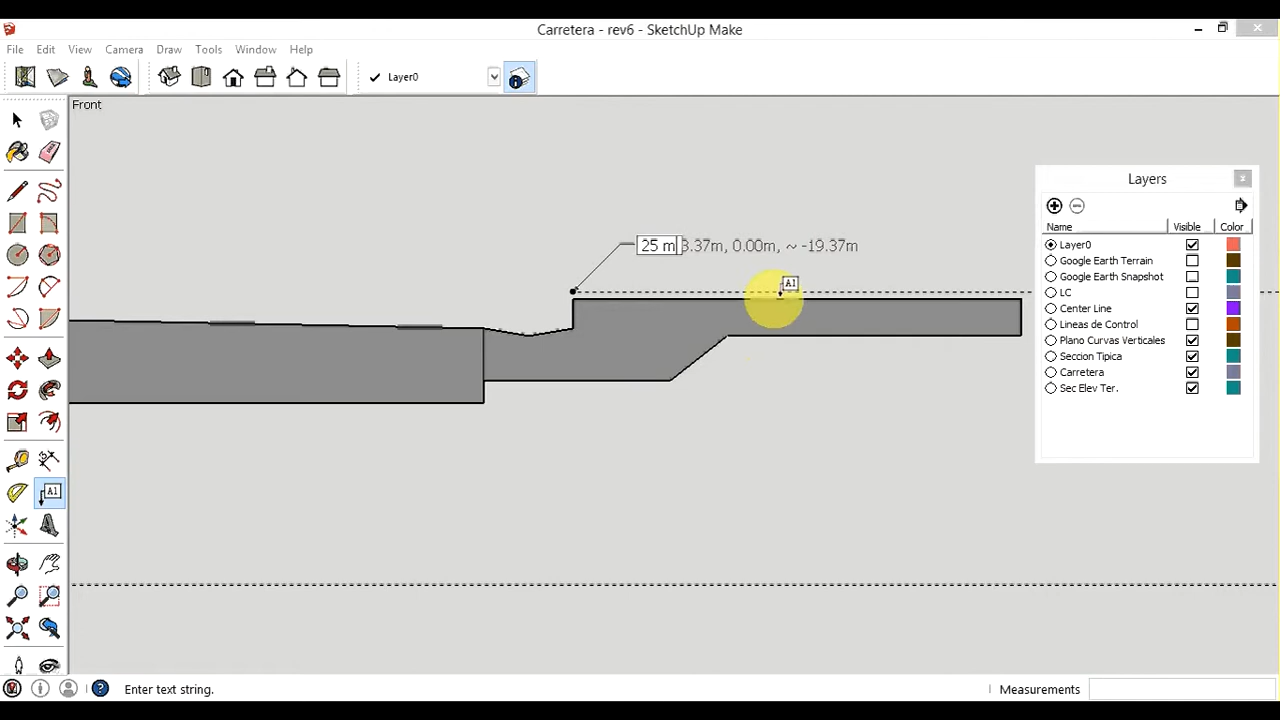 Carretera - rev6 - SketchUp Make
File Edit View Camera Draw Tools Window Help
Layer0
Front
Layers
Name Visible Color
Layer0
Google Earth Terrain
Google Earth Snapshot
LC
Center Line
Lineas de Control
Plano Curvas Verticales
Seccion Tipica
Carretera
Sec Elev Ter.
25 m 3.37m, 0.00m, ~ -19.37m
A1
A1
Enter text string.
Measurements